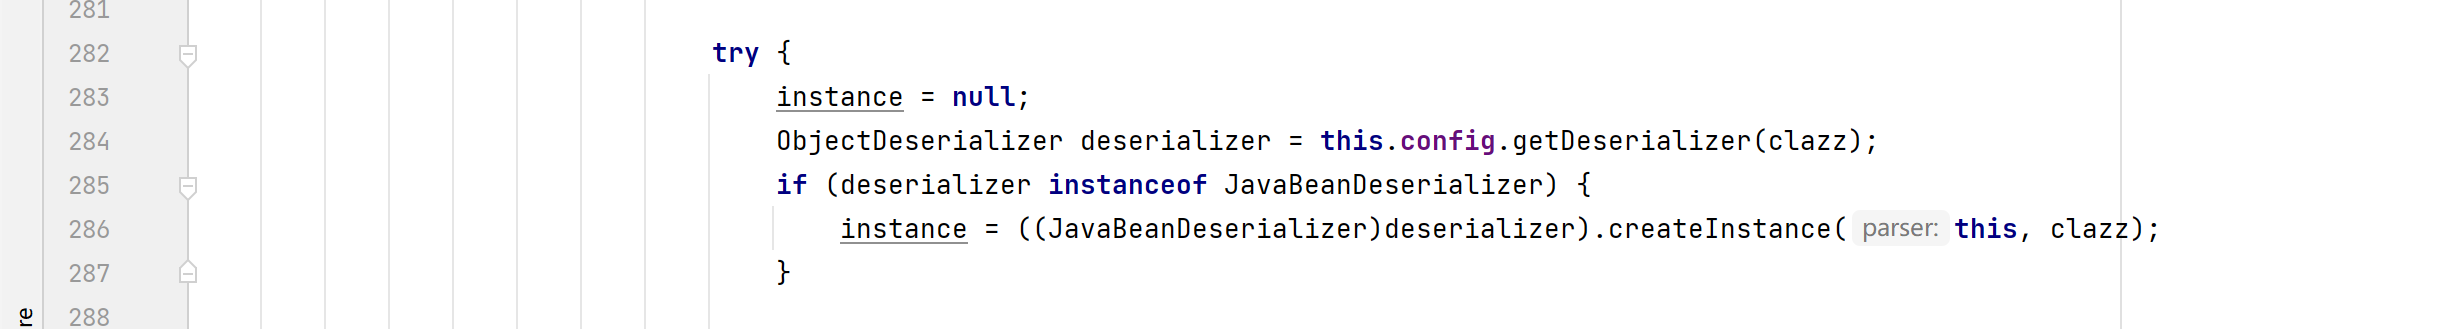 281
282 try {
283 instance = null;
284 ObjectDeserializer deserializer = this.config.getDeserializer(clazz);
285 if (deserializer instanceof JavaBeanDeserializer) {
286 instance = ((JavaBeanDeserializer)deserializer).createInstance( parser: this, clazz);
287 }
288
re